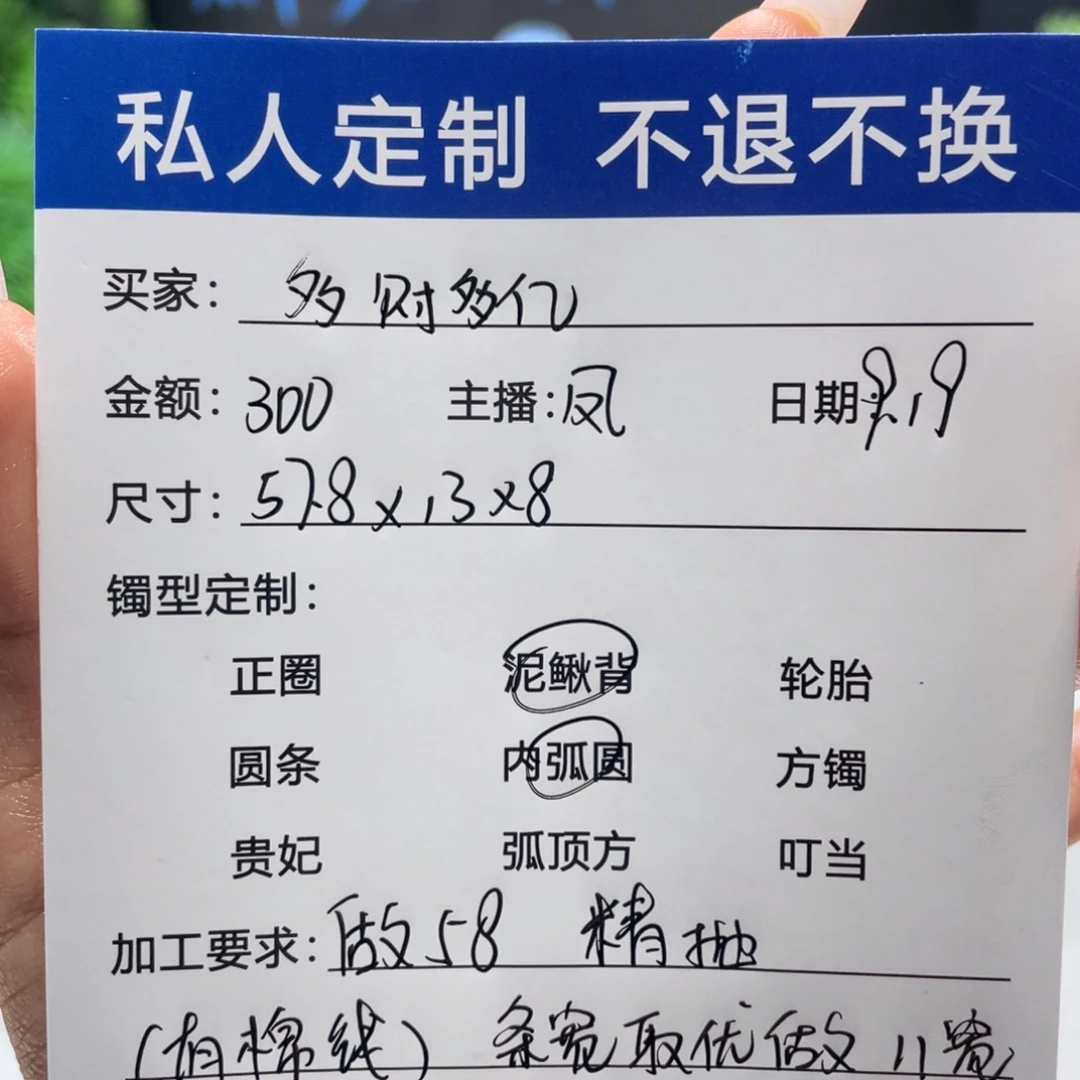 私人定制 不退不换
买家: 多财多亿
金额: 300 主播: 凤 日期: 9.19
尺寸: 57.8x13x8
镯型定制:
正圈 泥鳅背 轮胎
圆条 内弧圆 方镯
贵妃 弧顶方 叮当
加工要求: 做58 精抛
(有棉线) 条宽取优做11宽